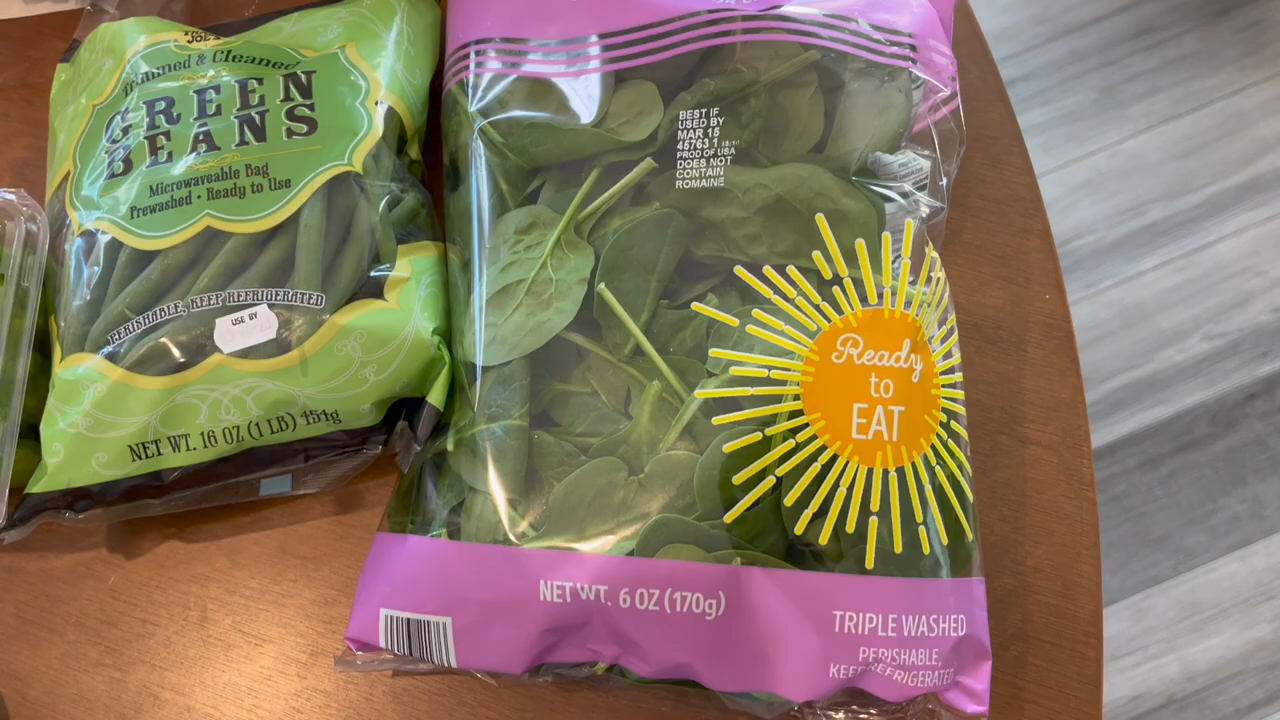 Trimmed & Cleaned
GREEN
BEANS
Microwaveable Bag
Prewashed • Ready to Use
PERISHABLE, KEEP REFRIGERATED
USE BY
NET WT. 16 OZ (1 LB) 454g
BEST IF
USED BY
MAR 15
45763 1
PROD OF USA
DOES NOT
CONTAIN
ROMAINE
Ready
to
EAT
NET WT. 6 OZ (170g)
TRIPLE WASHED
PERISHABLE,
KEEP REFRIGERATED